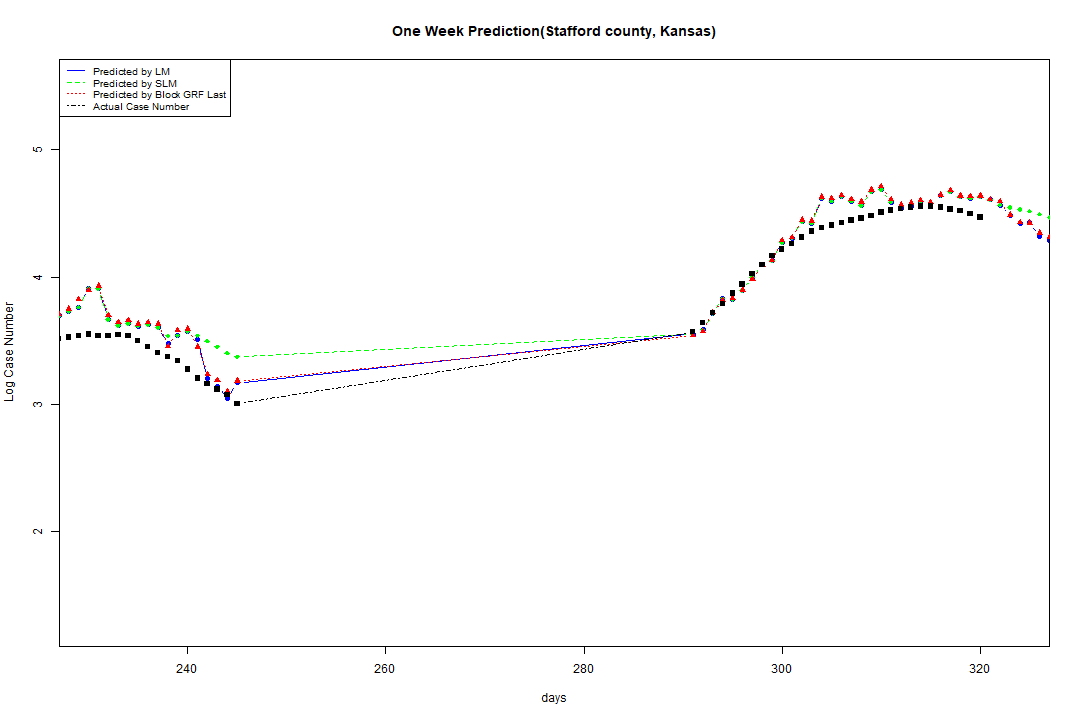 One Week Prediction(Stafford county, Kansas)
Predicted by LM
Predicted by SLM
Predicted by Block GRF Last
Actual Case Number
5
4
3
2
Log Case Number
240
260
280
300
320
days